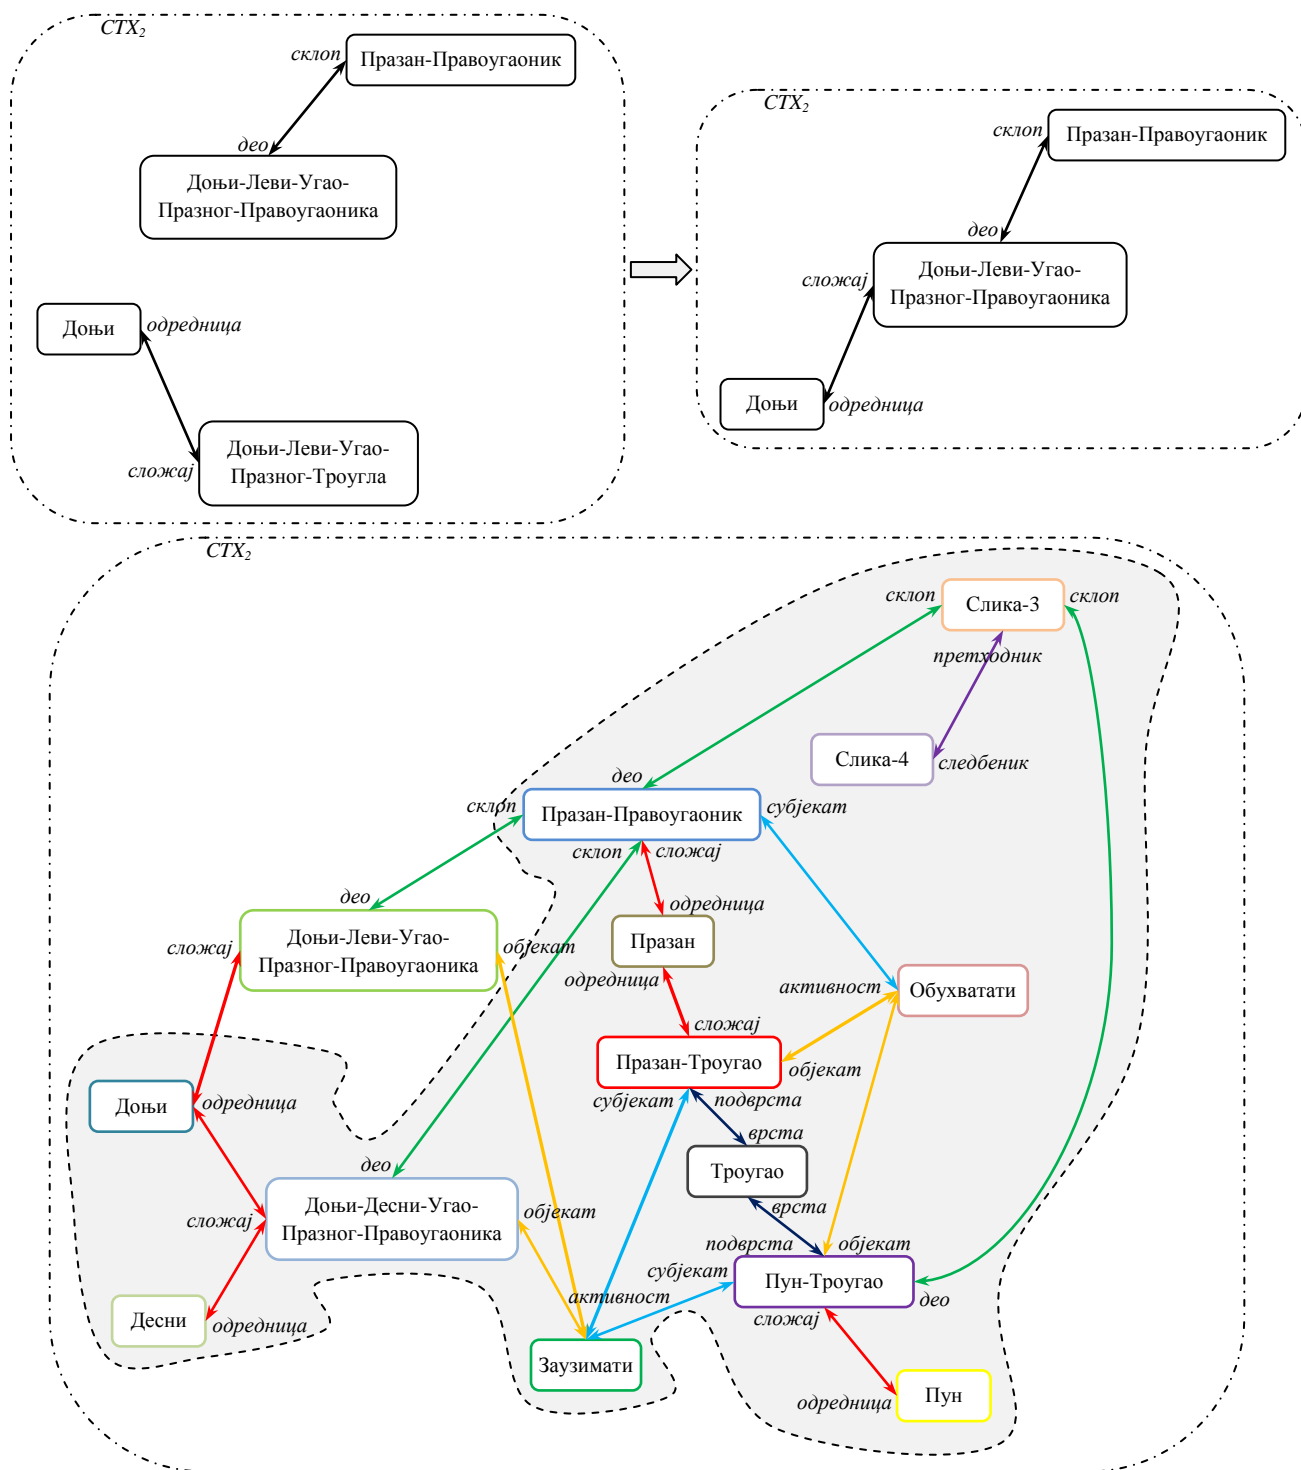 CTX2
склоп
Празан-Правоугаоник
део
Доњи-Леви-Угао-
Празног-Правоугаоника
Доњи
одредница
сложај
Доњи-Леви-Угао-
Празног-Троугла
CTX2
склоп
Празан-Правоугаоник
део
сложај
Доњи-Леви-Угао-
Празног-Правоугаоника
Доњи
одредница
CTX2
склоп
Слика-3
склоп
претходник
Слика-4
следбеник
део
склоп
Празан-Правоугаоник
субјекат
склоп
сложај
део
одредница
сложај
Доњи-Леви-Угао-
Празног-Правоугаоника
објекат
Празан
одредница
активност
Обухватати
сложај
Празан-Троугао
објекат
Доњи
одредница
субјекат
подврста
врста
део
Троугао
врста
сложај
Доњи-Десни-Угао-
Празног-Правоугаоника
објекат
подврста
објекат
субјекат
Пун-Троугао
део
активност
сложај
Десни
одредница
Заузимати
одредница
Пун